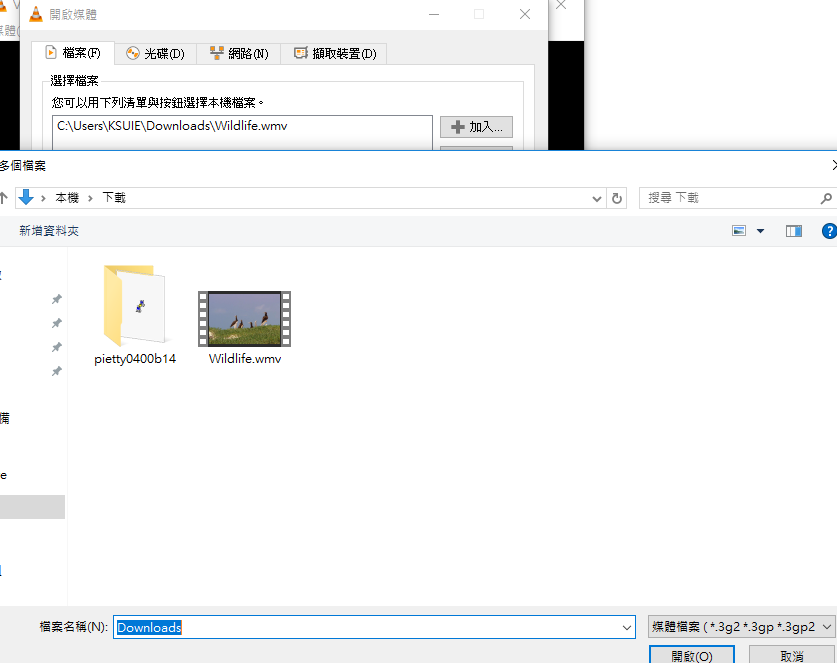 開啟媒體
媒體(
檔案(F)
光碟(D)
網路(N)
擷取裝置(D)
選擇檔案
您可以用下列清單與按鈕選擇本機檔案。
C:\Users\KSUIE\Downloads\Wildlife.wmv
加入...
多個檔案
本機 › 下載
搜尋 下載
新增資料夾
pietty0400b14
Wildlife.wmv
備
e
檔案名稱(N):
Downloads
媒體檔案 ( *.3g2 *.3gp *.3gp2
開啟(O)
取消